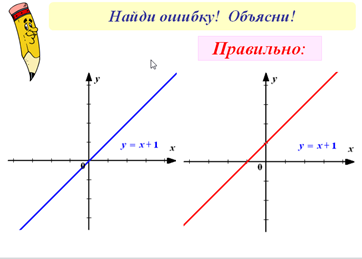 Найди ошибку! Объясни!
Правильно:
y
y = x + 1
x
0
y
y = x + 1
x
0